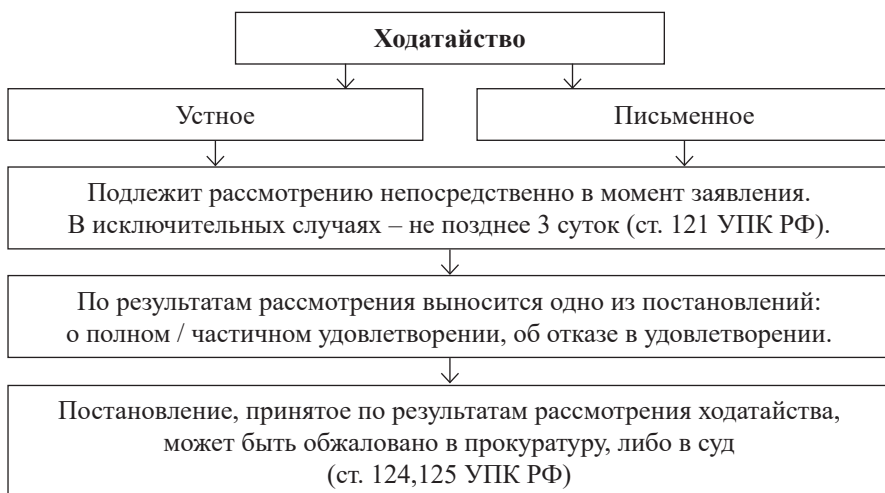 Ходатайство
Устное
Письменное
Подлежит рассмотрению непосредственно в момент заявления.
В исключительных случаях – не позднее 3 суток (ст. 121 УПК РФ).
По результатам рассмотрения выносится одно из постановлений:
о полном / частичном удовлетворении, об отказе в удовлетворении.
Постановление, принятое по результатам рассмотрения ходатайства,
может быть обжаловано в прокуратуру, либо в суд
(ст. 124,125 УПК РФ)